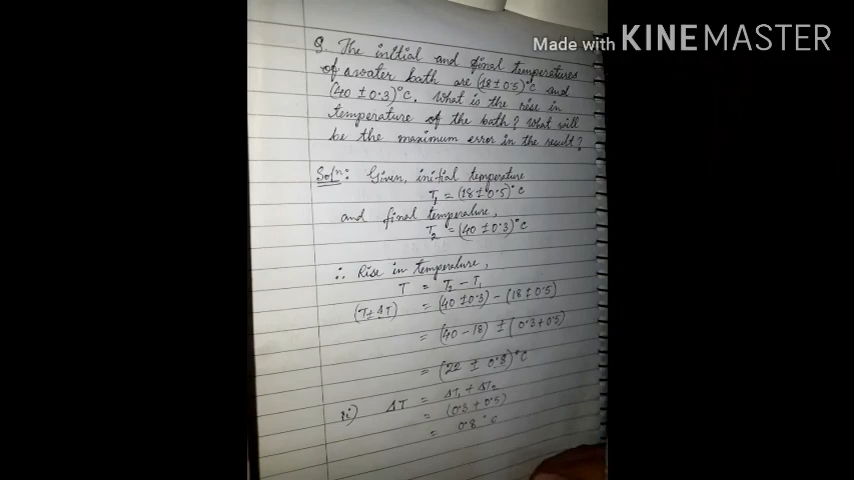 Made with KINEMASTER
Q. The initial and final temperatures
of a water bath are (18 ± 0.5)°C and
(40 ± 0.3)°C. What is the rise in
temperature of the bath? What will
be the maximum error in the result?
Solⁿ: Given, initial temperature
T₁ = (18 ± 0.5)°C
and final temperature,
T₂ = (40 ± 0.3)°C
∴ Rise in temperature,
T = T₂ - T₁
(T ± ΔT) = (40 ± 0.3) - (18 ± 0.5)
= (40 - 18) ± (0.3 + 0.5)
= (22 ± 0.8)°C
ii) ΔT = ΔT₁ + ΔT₂
= (0.3 + 0.5)
= 0.8°C